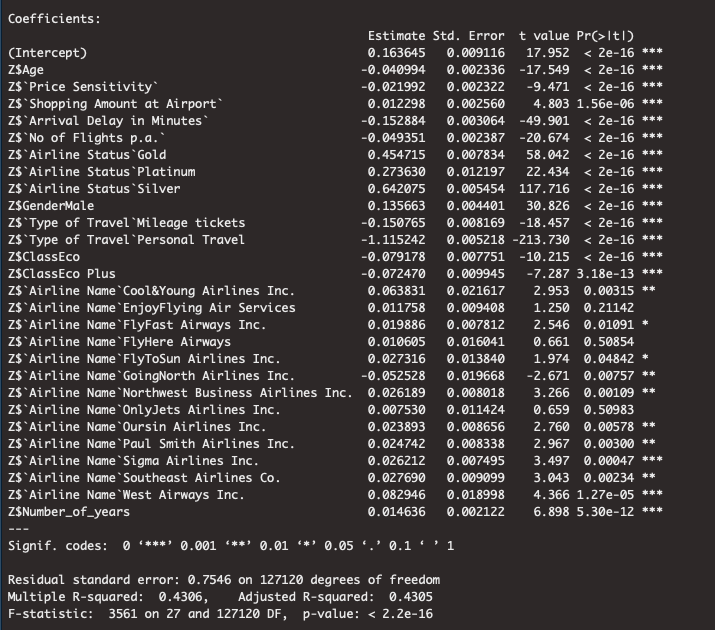 Coefficients:
Estimate Std. Error t value Pr(>|t|)
(Intercept) 0.163645 0.009116 17.952 < 2e-16 ***
Z$Age -0.040994 0.002336 -17.549 < 2e-16 ***
Z$`Price Sensitivity` -0.021992 0.002322 -9.471 < 2e-16 ***
Z$`Shopping Amount at Airport` 0.012298 0.002560 4.803 1.56e-06 ***
Z$`Arrival Delay in Minutes` -0.152884 0.003064 -49.901 < 2e-16 ***
Z$`No of Flights p.a.` -0.049351 0.002387 -20.674 < 2e-16 ***
Z$`Airline Status`Gold 0.454715 0.007834 58.042 < 2e-16 ***
Z$`Airline Status`Platinum 0.273630 0.012197 22.434 < 2e-16 ***
Z$`Airline Status`Silver 0.642075 0.005454 117.716 < 2e-16 ***
Z$GenderMale 0.135663 0.004401 30.826 < 2e-16 ***
Z$`Type of Travel`Mileage tickets -0.150765 0.008169 -18.457 < 2e-16 ***
Z$`Type of Travel`Personal Travel -1.115242 0.005218 -213.730 < 2e-16 ***
Z$ClassEco -0.079178 0.007751 -10.215 < 2e-16 ***
Z$ClassEco Plus -0.072470 0.009945 -7.287 3.18e-13 ***
Z$`Airline Name`Cool&Young Airlines Inc. 0.063831 0.021617 2.953 0.00315 **
Z$`Airline Name`EnjoyFlying Air Services 0.011758 0.009408 1.250 0.21142
Z$`Airline Name`FlyFast Airways Inc. 0.019886 0.007812 2.546 0.01091 *
Z$`Airline Name`FlyHere Airways 0.010605 0.016041 0.661 0.50854
Z$`Airline Name`FlyToSun Airlines Inc. 0.027316 0.013840 1.974 0.04842 *
Z$`Airline Name`GoingNorth Airlines Inc. -0.052528 0.019668 -2.671 0.00757 **
Z$`Airline Name`Northwest Business Airlines Inc. 0.026189 0.008018 3.266 0.00109 **
Z$`Airline Name`OnlyJets Airlines Inc. 0.007530 0.011424 0.659 0.50983
Z$`Airline Name`Oursin Airlines Inc. 0.023893 0.008656 2.760 0.00578 **
Z$`Airline Name`Paul Smith Airlines Inc. 0.024742 0.008338 2.967 0.00300 **
Z$`Airline Name`Sigma Airlines Inc. 0.026212 0.007495 3.497 0.00047 ***
Z$`Airline Name`Southeast Airlines Co. 0.027690 0.009099 3.043 0.00234 **
Z$`Airline Name`West Airways Inc. 0.082946 0.018998 4.366 1.27e-05 ***
Z$Number_of_years 0.014636 0.002122 6.898 5.30e-12 ***
---
Signif. codes: 0 ‘***’ 0.001 ‘**’ 0.01 ‘*’ 0.05 ‘.’ 0.1 ‘ ’ 1
Residual standard error: 0.7546 on 127120 degrees of freedom
Multiple R-squared: 0.4306, Adjusted R-squared: 0.4305
F-statistic: 3561 on 27 and 127120 DF, p-value: < 2.2e-16